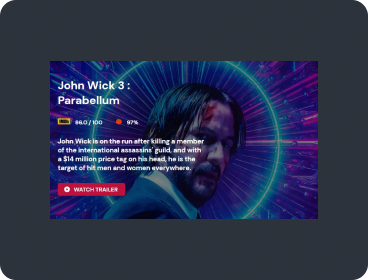 John Wick 3 :
Parabellum
86.0 / 100
97%
John Wick is on the run after killing a member
of the international assassins' guild, and with
a $14 million price tag on his head, he is the
target of hit men and women everywhere.
WATCH TRAILER